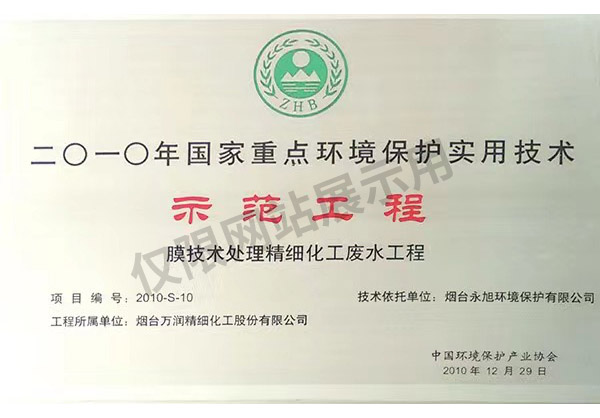 ZHB
二〇一〇年国家重点环境保护实用技术
示范工程
膜技术处理精细化工废水工程
项目编号:2010-S-10
技术依托单位:烟台永旭环境保护有限公司
工程所属单位:烟台万润精细化工股份有限公司
中国环境保护产业协会
2010年12月29日
仅限网站展示用